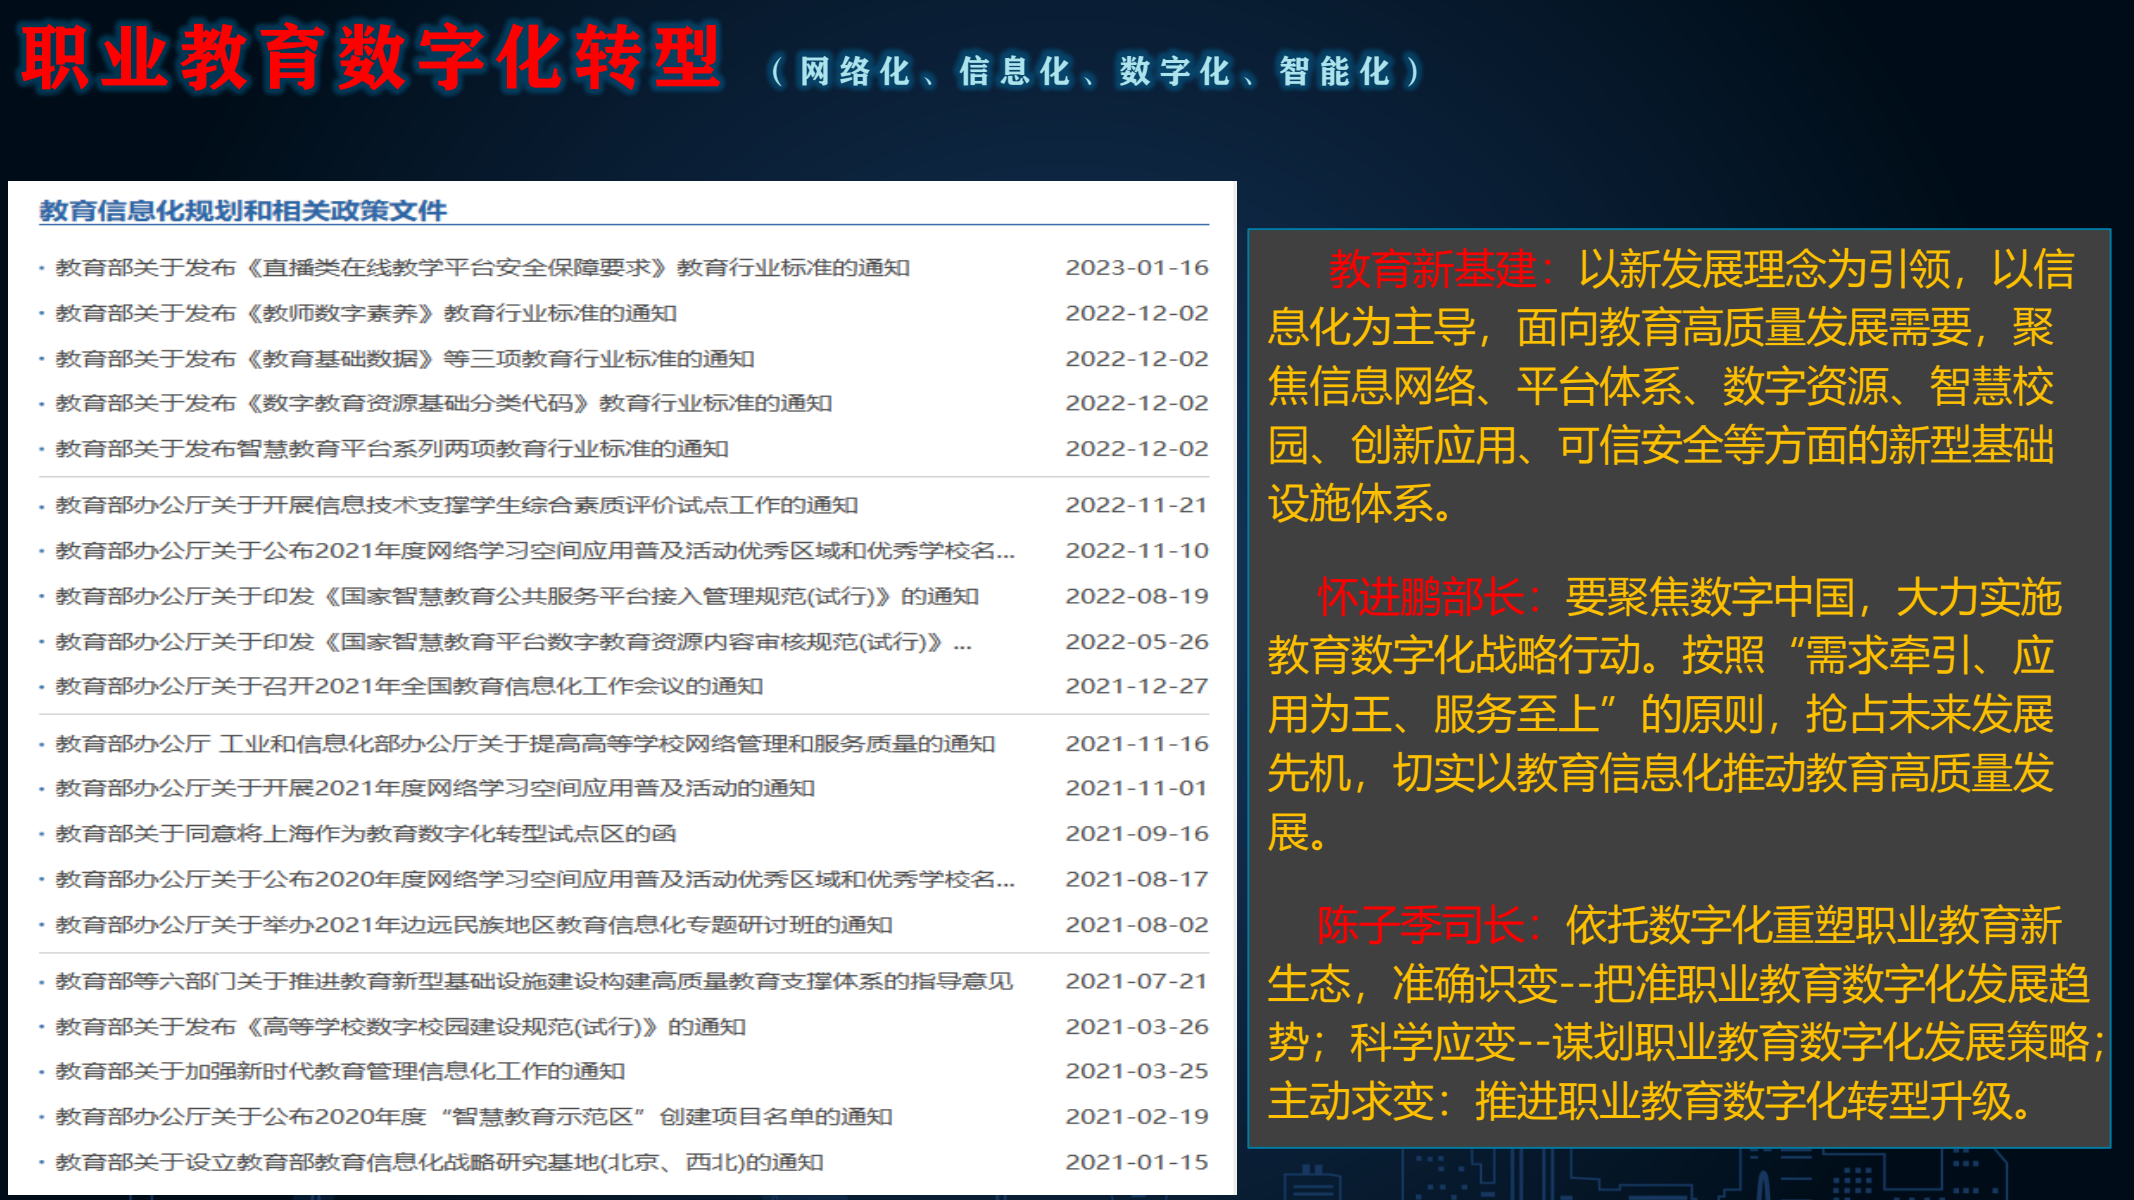 职业教育数字化转型 （网络化、信息化、数字化、智能化）
教育信息化规划和相关政策文件
· 教育部关于发布《直播类在线教学平台安全保障要求》教育行业标准的通知 2023-01-16
· 教育部关于发布《教师数字素养》教育行业标准的通知 2022-12-02
· 教育部关于发布《教育基础数据》等三项教育行业标准的通知 2022-12-02
· 教育部关于发布《数字教育资源基础分类代码》教育行业标准的通知 2022-12-02
· 教育部关于发布智慧教育平台系列两项教育行业标准的通知 2022-12-02
· 教育部办公厅关于开展信息技术支撑学生综合素质评价试点工作的通知 2022-11-21
· 教育部办公厅关于公布2021年度网络学习空间应用普及活动优秀区域和优秀学校名... 2022-11-10
· 教育部办公厅关于印发《国家智慧教育公共服务平台接入管理规范(试行)》的通知 2022-08-19
· 教育部办公厅关于印发《国家智慧教育平台数字教育资源内容审核规范(试行)》... 2022-05-26
· 教育部办公厅关于召开2021年全国教育信息化工作会议的通知 2021-12-27
· 教育部办公厅 工业和信息化部办公厅关于提高高等学校网络管理和服务质量的通知 2021-11-16
· 教育部办公厅关于开展2021年度网络学习空间应用普及活动的通知 2021-11-01
· 教育部关于同意将上海作为教育数字化转型试点区的函 2021-09-16
· 教育部办公厅关于公布2020年度网络学习空间应用普及活动优秀区域和优秀学校名... 2021-08-17
· 教育部办公厅关于举办2021年边远民族地区教育信息化专题研讨班的通知 2021-08-02
· 教育部等六部门关于推进教育新型基础设施建设构建高质量教育支撑体系的指导意见 2021-07-21
· 教育部关于发布《高等学校数字校园建设规范(试行)》的通知 2021-03-26
· 教育部关于加强新时代教育管理信息化工作的通知 2021-03-25
· 教育部办公厅关于公布2020年度“智慧教育示范区”创建项目名单的通知 2021-02-19
· 教育部关于设立教育部教育信息化战略研究基地(北京、西北)的通知 2021-01-15
教育新基建：以新发展理念为引领，以信
息化为主导，面向教育高质量发展需要，聚
焦信息网络、平台体系、数字资源、智慧校
园、创新应用、可信安全等方面的新型基础
设施体系。
怀进鹏部长：要聚焦数字中国，大力实施
教育数字化战略行动。按照“需求牵引、应
用为王、服务至上”的原则，抢占未来发展
先机，切实以教育信息化推动教育高质量发
展。
陈子季司长：依托数字化重塑职业教育新
生态，准确识变--把准职业教育数字化发展趋
势；科学应变--谋划职业教育数字化发展策略；
主动求变：推进职业教育数字化转型升级。